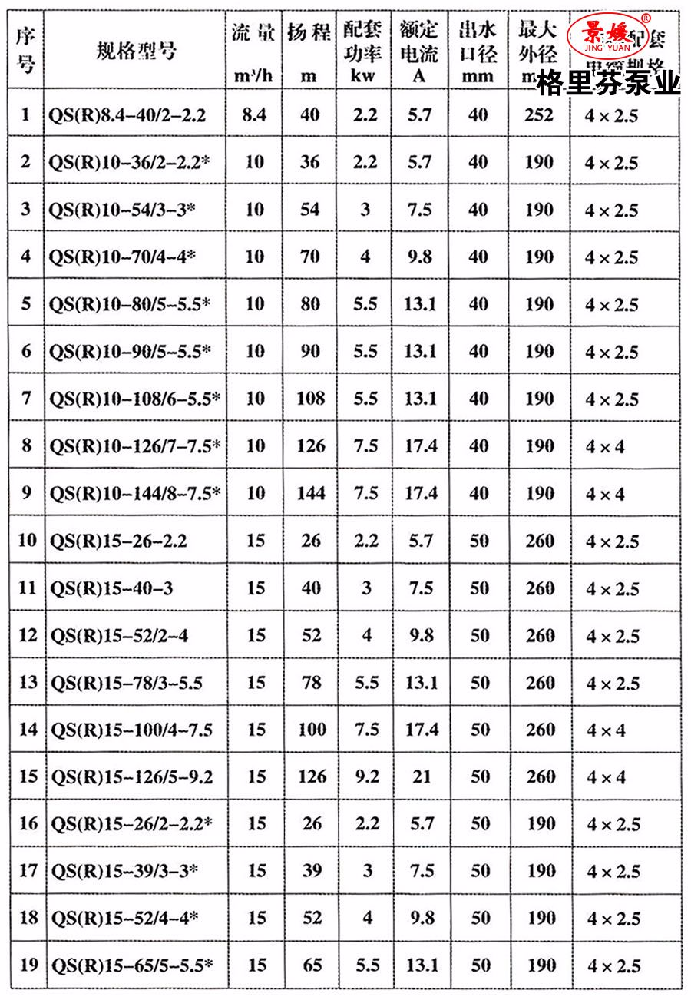 序号 规格型号 流量 m³/h 扬程 m 配套功率 kw 额定电流 A 出水口径 mm 最大外径 配套
景媛®
JING YUAN
格里芬泵业
1 QS(R)8.4-40/2-2.2 8.4 40 2.2 5.7 40 252 4×2.5
2 QS(R)10-36/2-2.2* 10 36 2.2 5.7 40 190 4×2.5
3 QS(R)10-54/3-3* 10 54 3 7.5 40 190 4×2.5
4 QS(R)10-70/4-4* 10 70 4 9.8 40 190 4×2.5
5 QS(R)10-80/5-5.5* 10 80 5.5 13.1 40 190 4×2.5
6 QS(R)10-90/5-5.5* 10 90 5.5 13.1 40 190 4×2.5
7 QS(R)10-108/6-5.5* 10 108 5.5 13.1 40 190 4×2.5
8 QS(R)10-126/7-7.5* 10 126 7.5 17.4 40 190 4×4
9 QS(R)10-144/8-7.5* 10 144 7.5 17.4 40 190 4×4
10 QS(R)15-26-2.2 15 26 2.2 5.7 50 260 4×2.5
11 QS(R)15-40-3 15 40 3 7.5 50 260 4×2.5
12 QS(R)15-52/2-4 15 52 4 9.8 50 260 4×2.5
13 QS(R)15-78/3-5.5 15 78 5.5 13.1 50 260 4×2.5
14 QS(R)15-100/4-7.5 15 100 7.5 17.4 50 260 4×4
15 QS(R)15-126/5-9.2 15 126 9.2 21 50 260 4×4
16 QS(R)15-26/2-2.2* 15 26 2.2 5.7 50 190 4×2.5
17 QS(R)15-39/3-3* 15 39 3 7.5 50 190 4×2.5
18 QS(R)15-52/4-4* 15 52 4 9.8 50 190 4×2.5
19 QS(R)15-65/5-5.5* 15 65 5.5 13.1 50 190 4×2.5